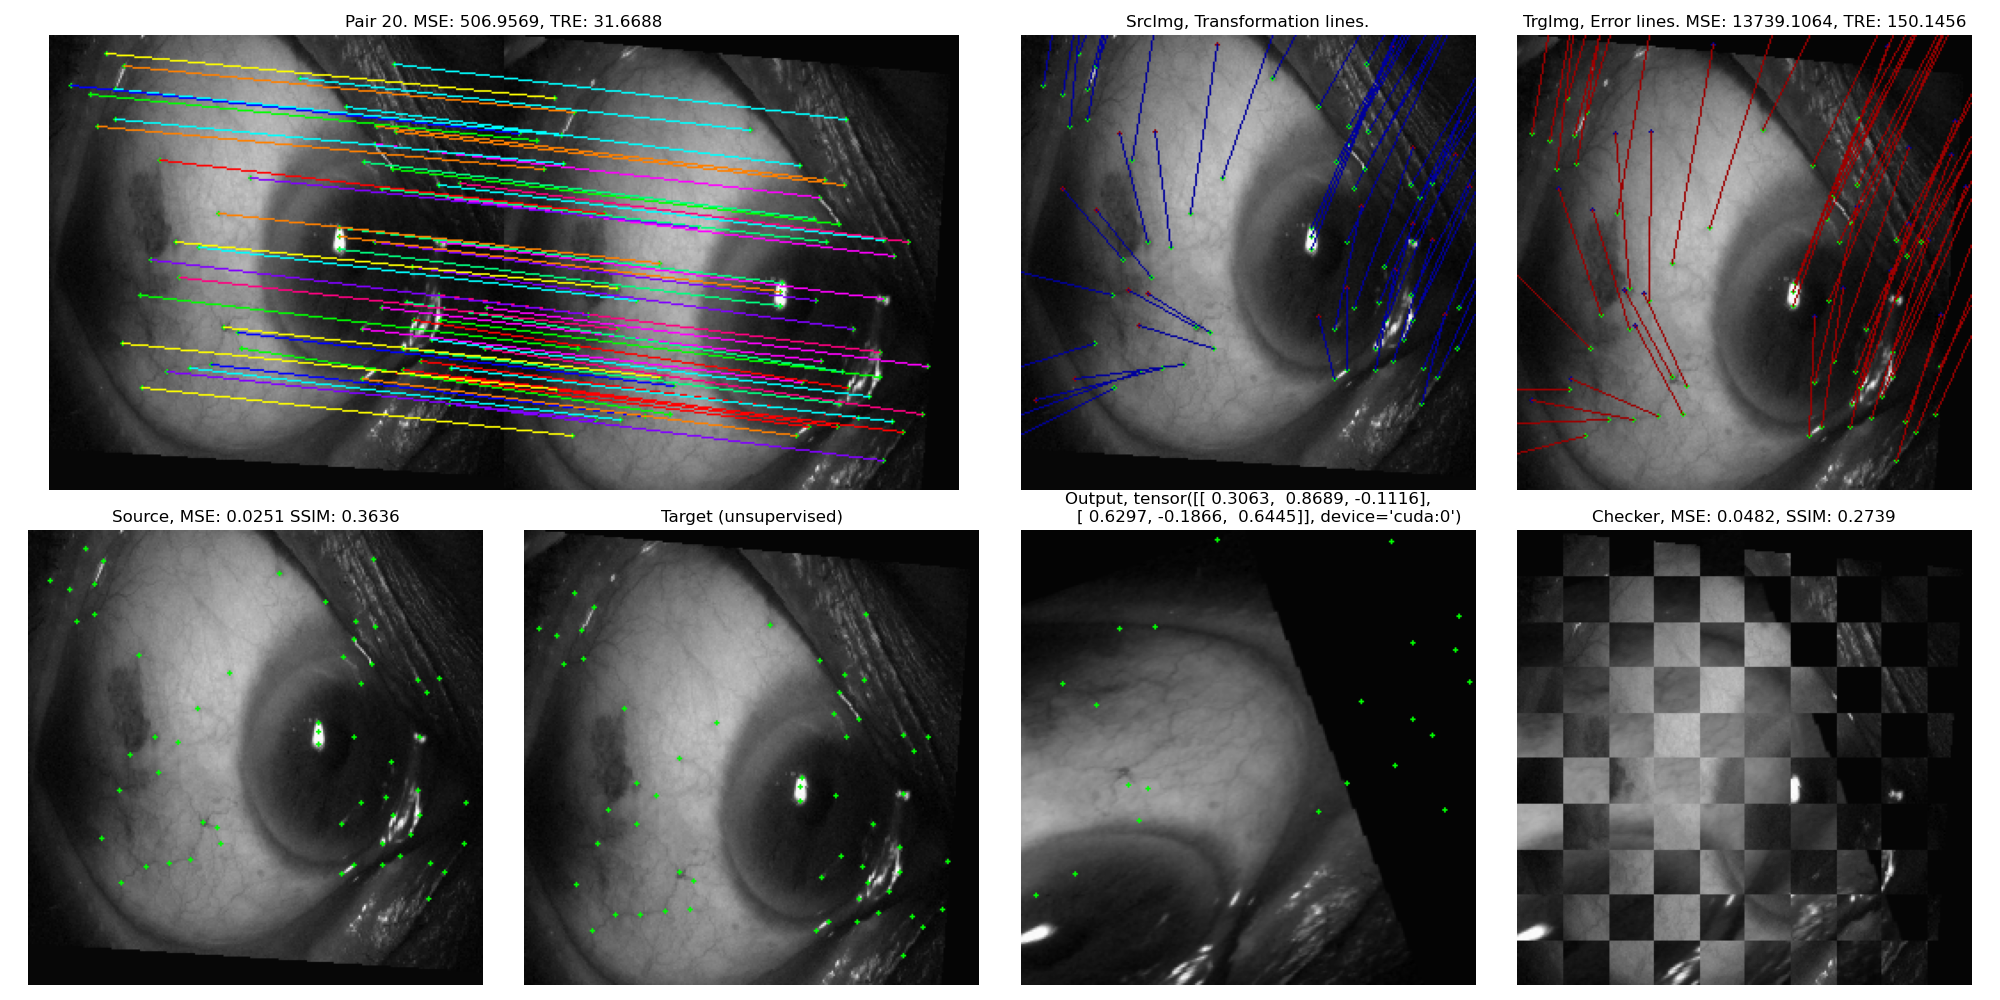 Pair 20. MSE: 506.9569, TRE: 31.6688
SrcImg, Transformation lines.
TrgImg, Error lines. MSE: 13739.1064, TRE: 150.1456
Source, MSE: 0.0251 SSIM: 0.3636
Target (unsupervised)
Output, tensor([[ 0.3063,  0.8689, -0.1116],
[ 0.6297, -0.1866,  0.6445]], device='cuda:0')
Checker, MSE: 0.0482, SSIM: 0.2739